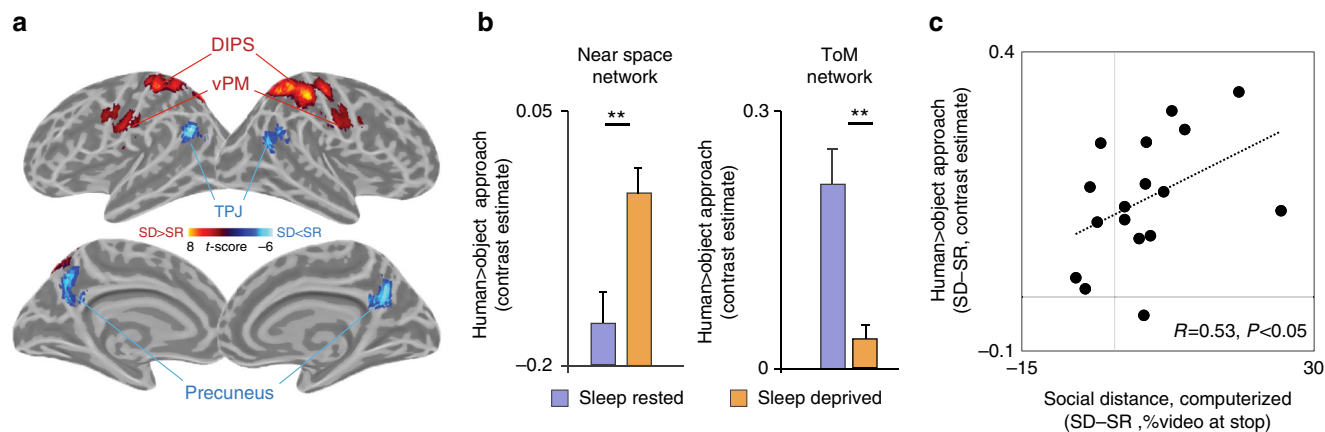 a
DIPS
vPM
TPJ
SD>SR SD<SR
8 t-score –6
Precuneus
b
Near space
network
Human>object approach
(contrast estimate)
0.05
**
–0.2
ToM
network
Human>object approach
(contrast estimate)
0.3
**
0
Sleep rested Sleep deprived
c
Human>object approach
(SD–SR, contrast estimate)
0.4
–0.1
R=0.53, P<0.05
–15 30
Social distance, computerized
(SD–SR ,%video at stop)